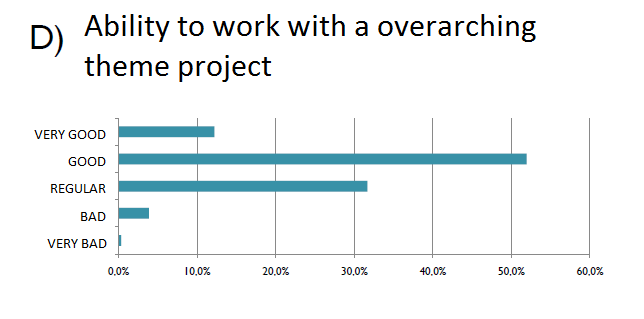 D) Ability to work with a overarching
theme project
VERY GOOD
GOOD
REGULAR
BAD
VERY BAD
0,0% 10,0% 20,0% 30,0% 40,0% 50,0% 60,0%